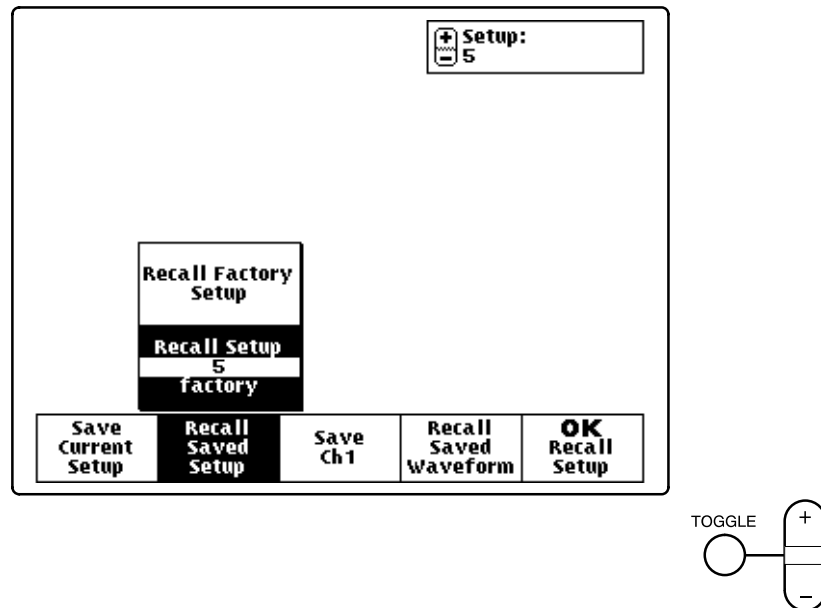 + Setup:
- 5
Recall Factory
Setup
Recall Setup
5
factory
Save
Current
Setup
Recall
Saved
Setup
Save
Ch1
Recall
Saved
Waveform
OK
Recall
Setup
TOGGLE
+
–